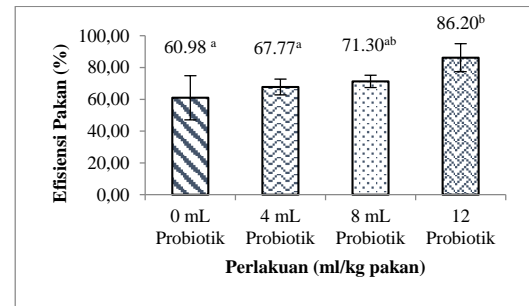 86.20ᵇ
60.98 ᵃ 67.77ᵃ 71.30ᵃᵇ
100,00
80,00
60,00
40,00
20,00
0,00
Efisiensi Pakan (%)
0 mL Probiotik
4 mL Probiotik
8 mL Probiotik
12 Probiotik
Perlakuan (ml/kg pakan)